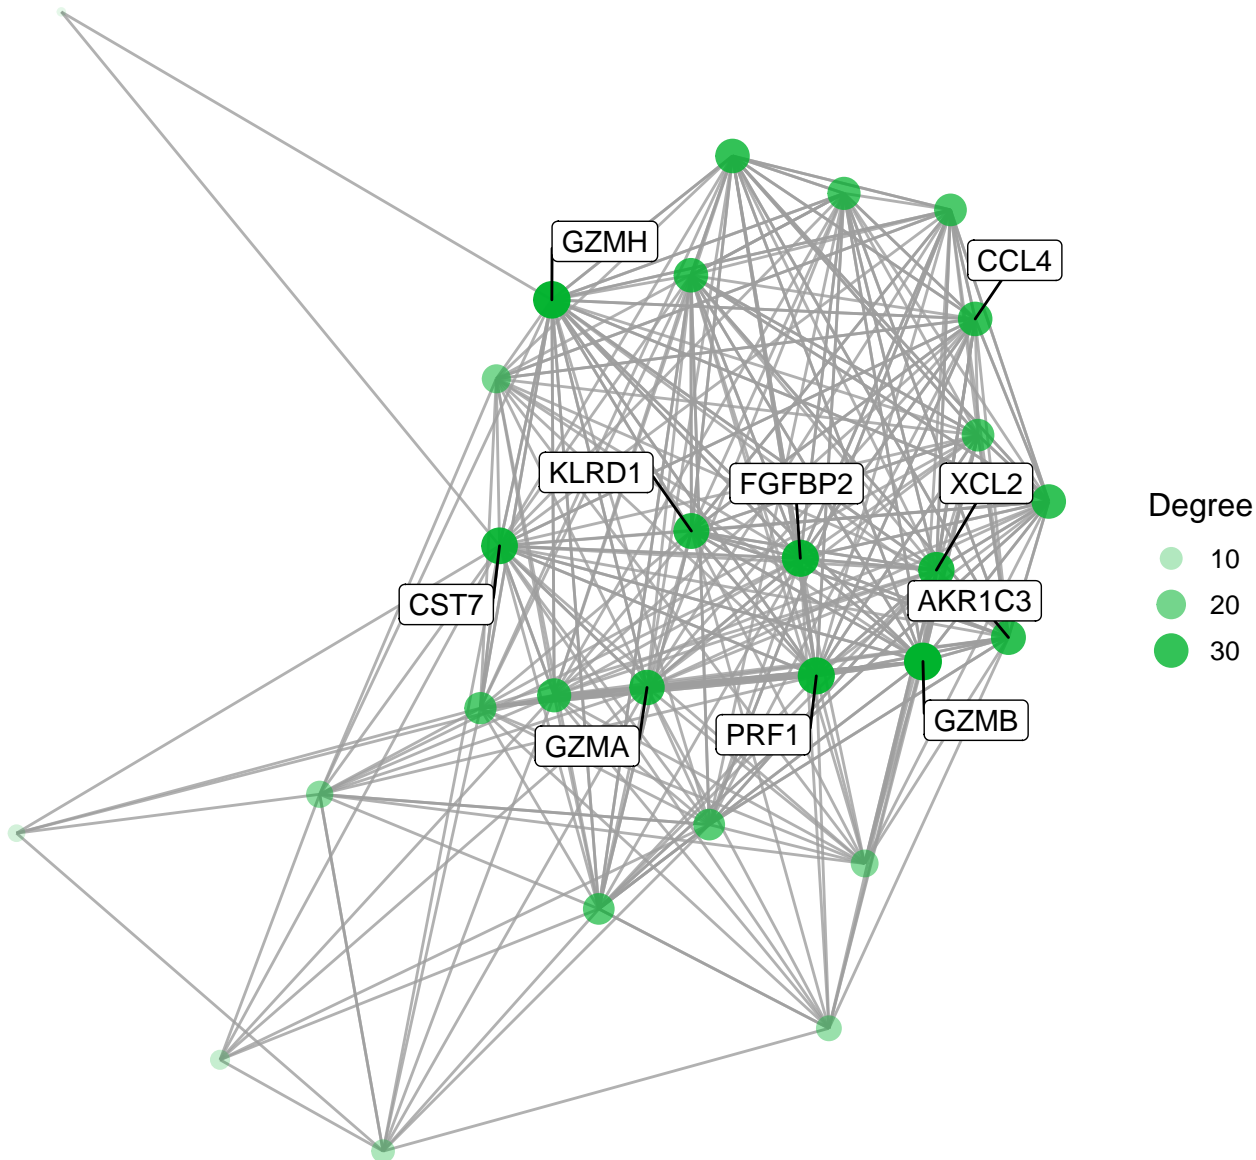 GZMH
CCL4
KLRD1
FGFBP2
XCL2
CST7
AKR1C3
GZMA
PRF1
GZMB
Degree
10
20
30